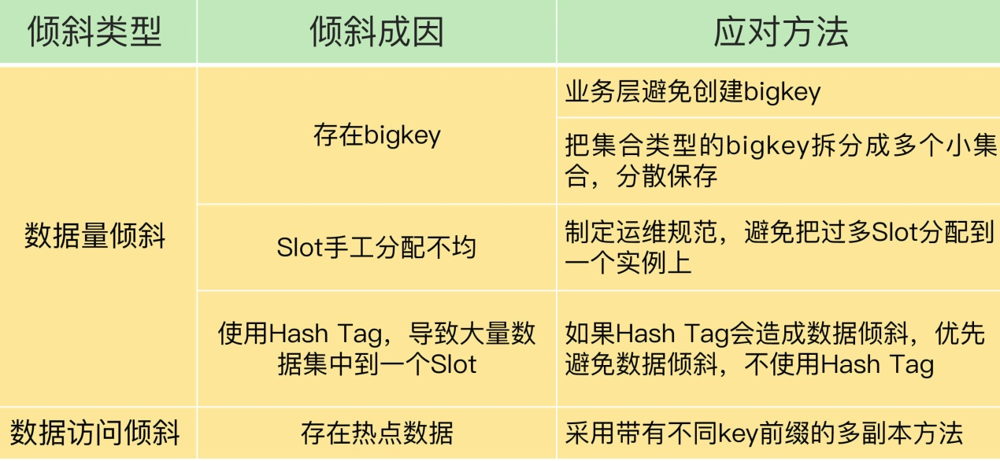 倾斜类型
倾斜成因
应对方法
数据量倾斜
存在bigkey
业务层避免创建bigkey
把集合类型的bigkey拆分成多个小集
合，分散保存
Slot手工分配不均
制定运维规范，避免把过多Slot分配到
一个实例上
使用Hash Tag，导致大量数
据集中到一个Slot
如果Hash Tag会造成数据倾斜，优先
避免数据倾斜，不使用Hash Tag
数据访问倾斜
存在热点数据
采用带有不同key前缀的多副本方法